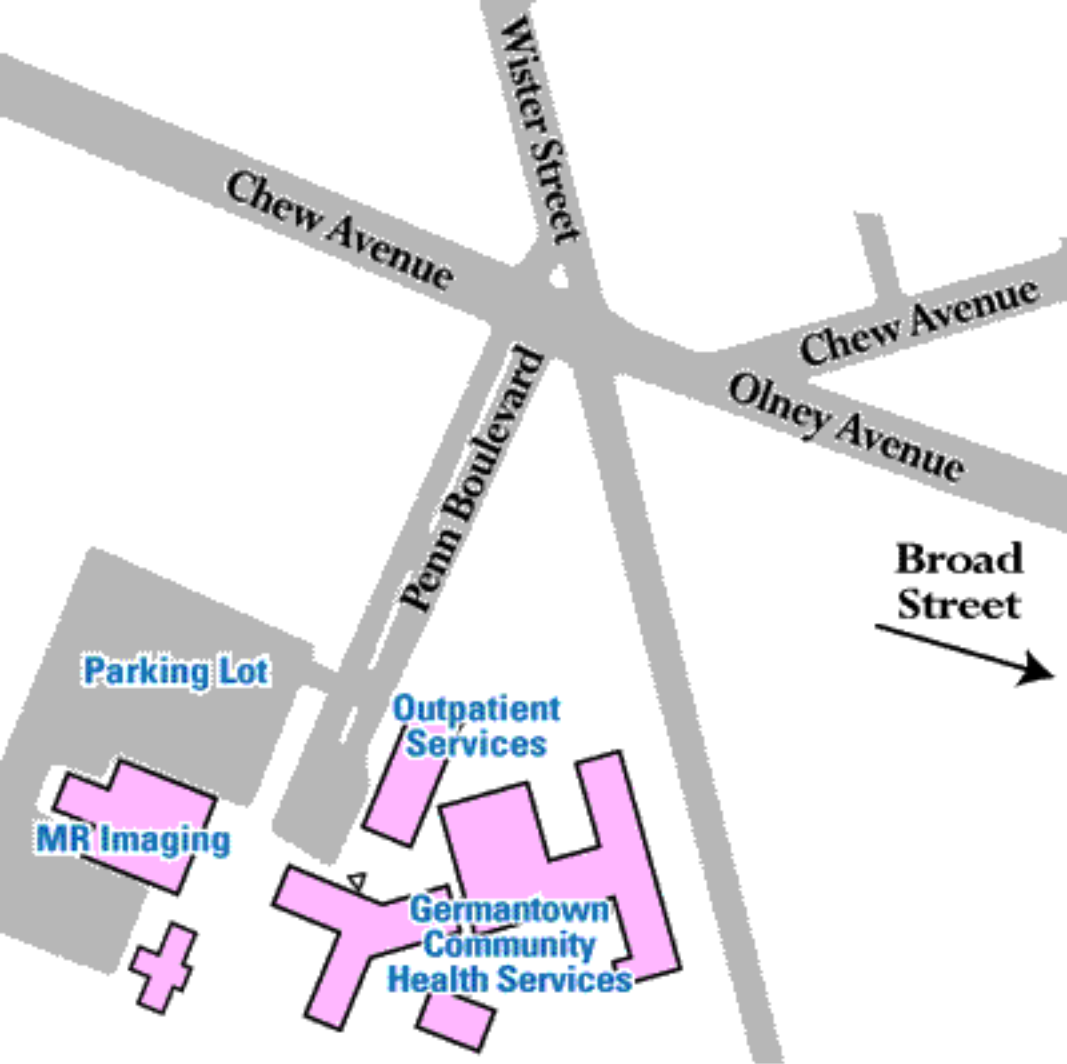 Wister Street
Chew Avenue
Chew Avenue
Olney Avenue
Penn Boulevard
Broad
Street
Parking Lot
Outpatient
Services
MR Imaging
Germantown
Community
Health Services